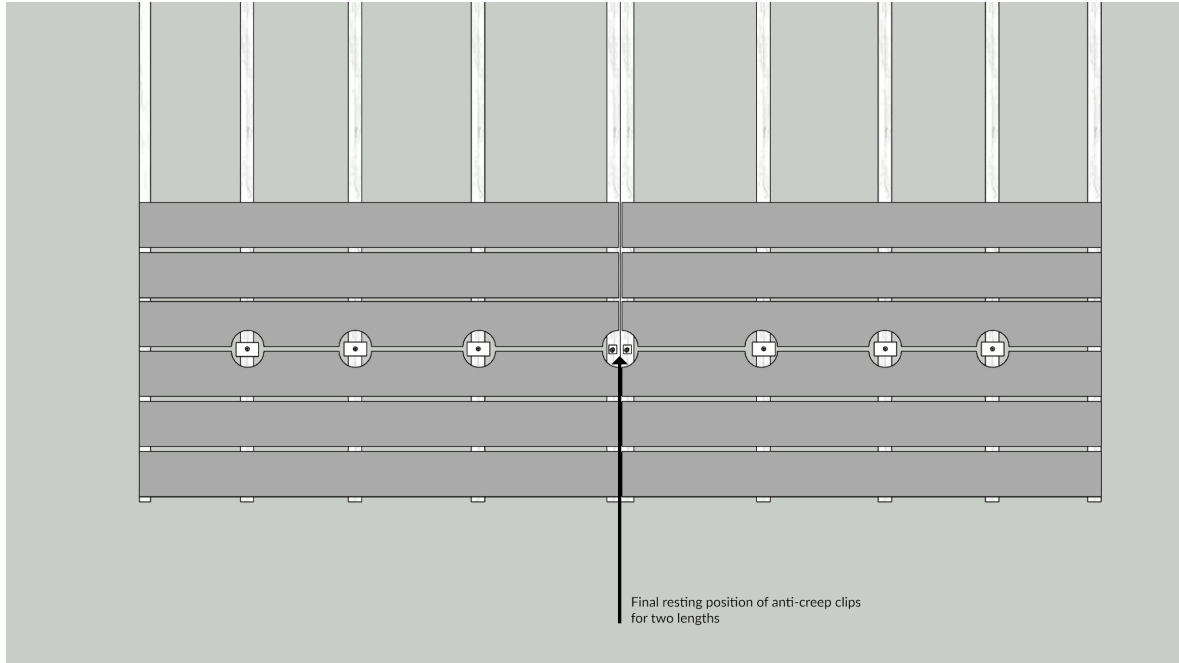 Final resting position of anti-creep clips
for two lengths